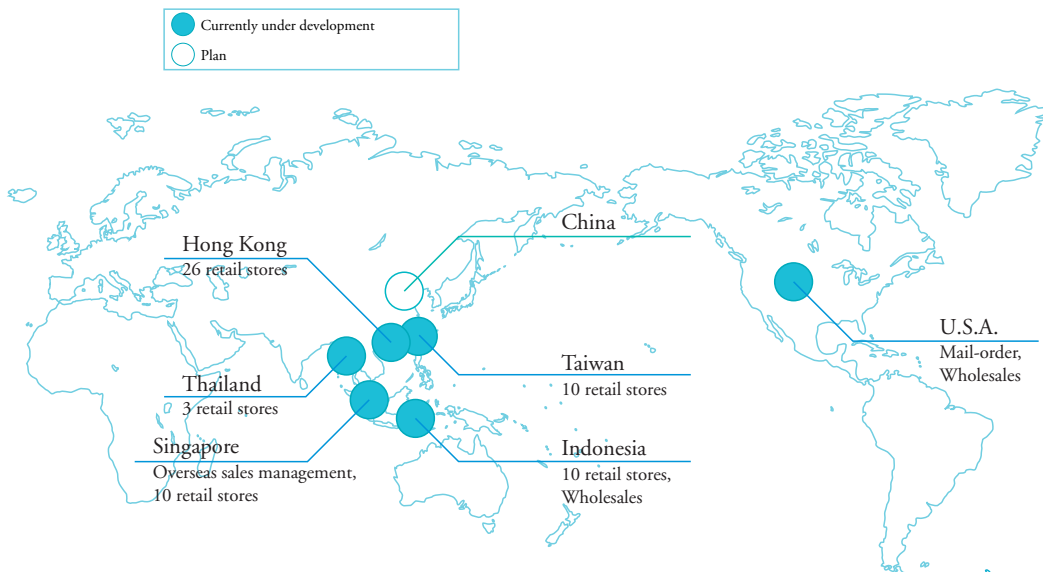 Currently under development
Plan
China
Hong Kong
26 retail stores
U.S.A.
Mail-order,
Wholesales
Taiwan
10 retail stores
Thailand
3 retail stores
Singapore
Overseas sales management,
10 retail stores
Indonesia
10 retail stores,
Wholesales